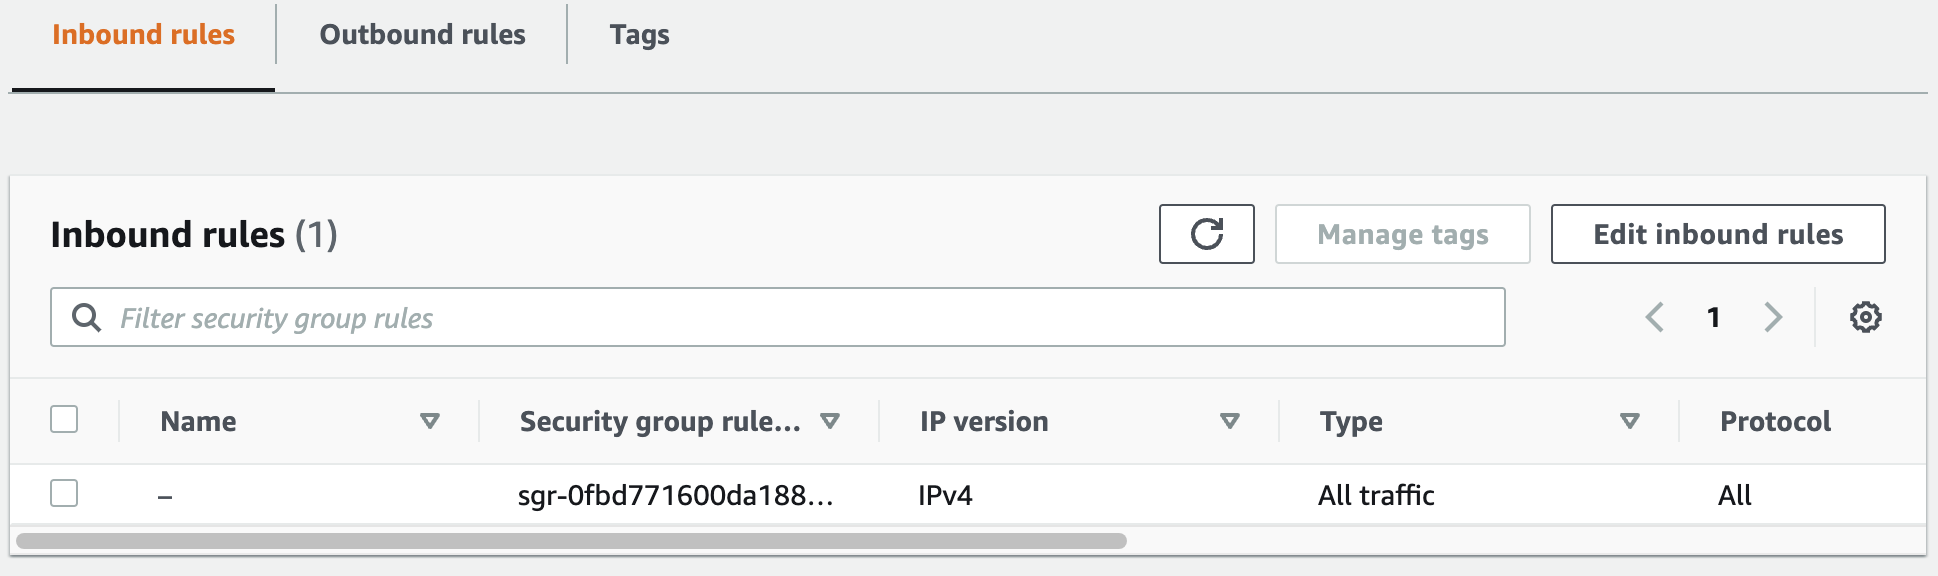 Inbound rules Outbound rules Tags
Inbound rules (1) Manage tags Edit inbound rules
Filter security group rules 1
Name Security group rule... IP version Type Protocol
– sgr-0fbd771600da188... IPv4 All traffic All